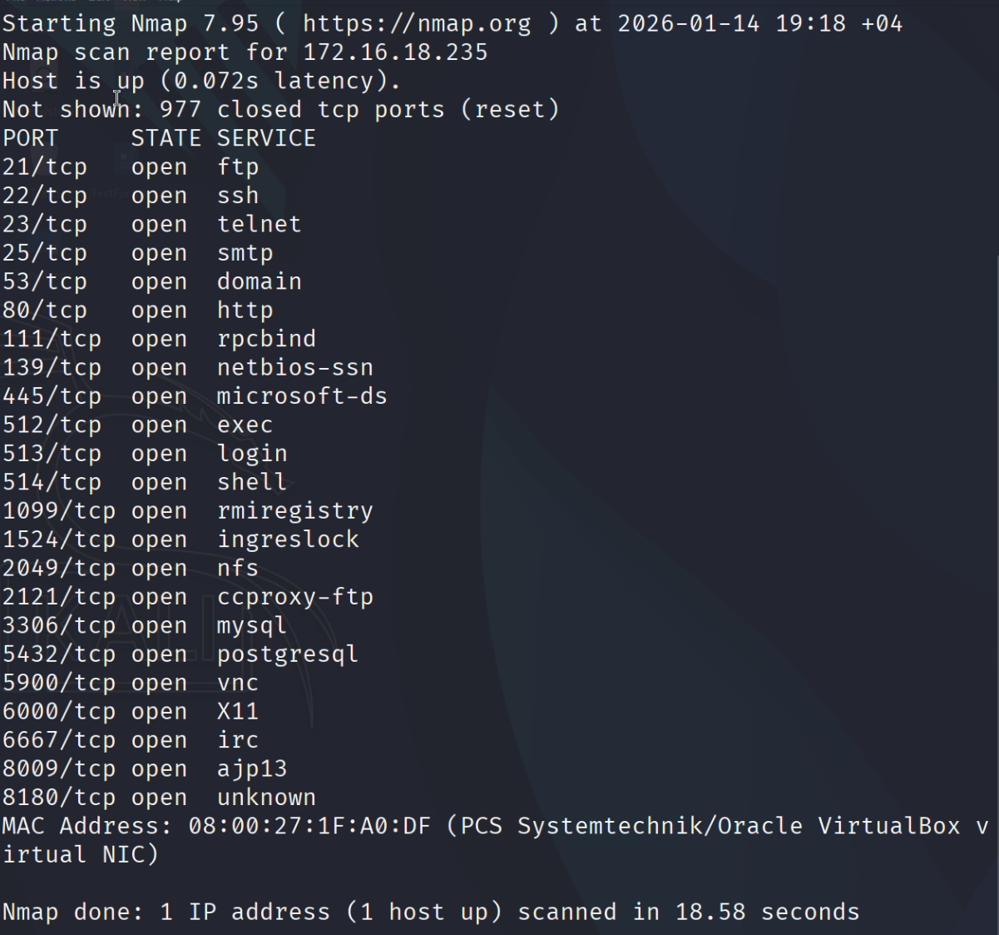 Starting Nmap 7.95 ( https://nmap.org ) at 2026-01-14 19:18 +04
Nmap scan report for 172.16.18.235
Host is up (0.072s latency).
Not shown: 977 closed tcp ports (reset)
PORT     STATE SERVICE
21/tcp   open  ftp
22/tcp   open  ssh
23/tcp   open  telnet
25/tcp   open  smtp
53/tcp   open  domain
80/tcp   open  http
111/tcp  open  rpcbind
139/tcp  open  netbios-ssn
445/tcp  open  microsoft-ds
512/tcp  open  exec
513/tcp  open  login
514/tcp  open  shell
1099/tcp open  rmiregistry
1524/tcp open  ingreslock
2049/tcp open  nfs
2121/tcp open  ccproxy-ftp
3306/tcp open  mysql
5432/tcp open  postgresql
5900/tcp open  vnc
6000/tcp open  X11
6667/tcp open  irc
8009/tcp open  ajp13
8180/tcp open  unknown
MAC Address: 08:00:27:1F:A0:DF (PCS Systemtechnik/Oracle VirtualBox v
irtual NIC)
Nmap done: 1 IP address (1 host up) scanned in 18.58 seconds
KALI